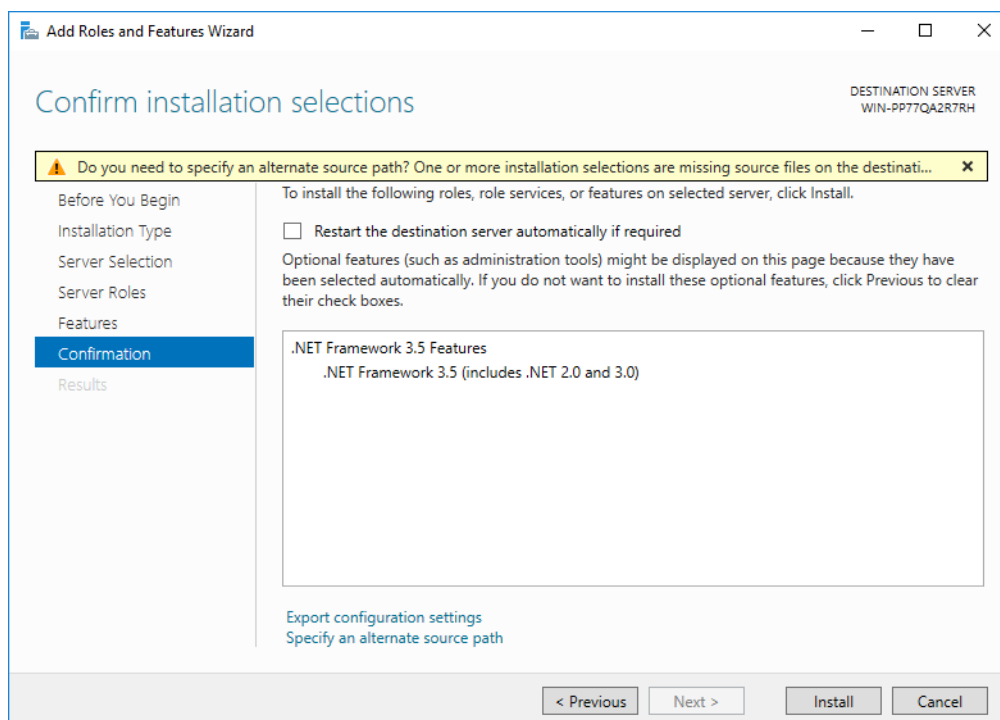 Add Roles and Features Wizard
Confirm installation selections
DESTINATION SERVER
WIN-PP77QA2R7RH
Do you need to specify an alternate source path? One or more installation selections are missing source files on the destinati...
Before You Begin
Installation Type
Server Selection
Server Roles
Features
Confirmation
Results
To install the following roles, role services, or features on selected server, click Install.
Restart the destination server automatically if required
Optional features (such as administration tools) might be displayed on this page because they have
been selected automatically. If you do not want to install these optional features, click Previous to clear
their check boxes.
.NET Framework 3.5 Features
.NET Framework 3.5 (includes .NET 2.0 and 3.0)
Export configuration settings
Specify an alternate source path
< Previous
Next >
Install
Cancel